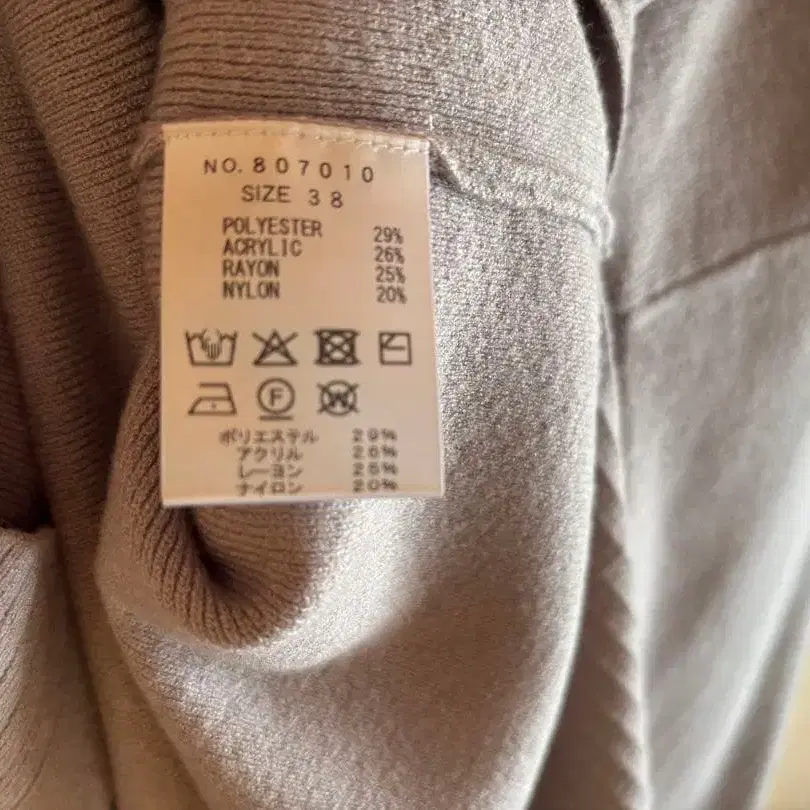 NO. 807010
SIZE 38
POLYESTER 29%
ACRYLIC 26%
RAYON 25%
NYLON 20%
F W
ポリエステル 29%
アクリル 26%
レーヨン 25%
ナイロン 20%